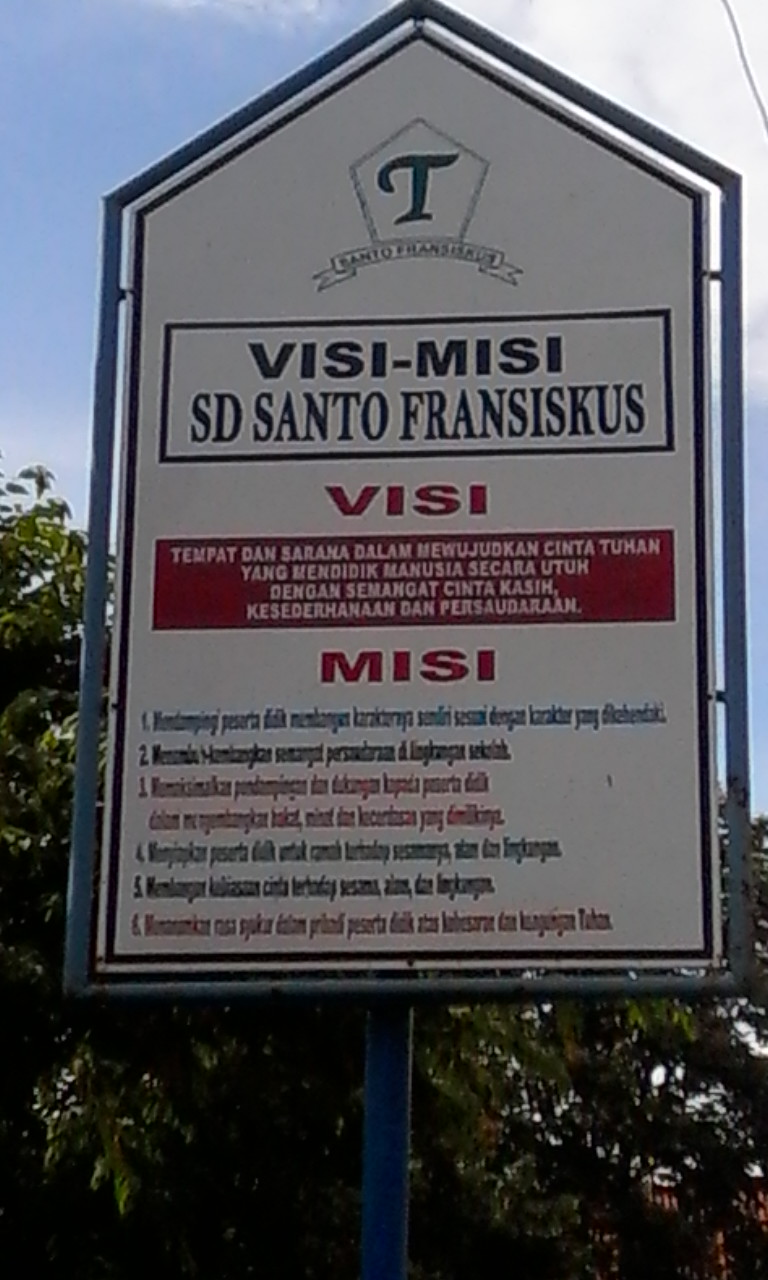 T
SANTO FRANSISKUS
VISI-MISI
SD SANTO FRANSISKUS
VISI
TEMPAT DAN SARANA DALAM MEWUJUDKAN CINTA TUHAN
YANG MENDIDIK MANUSIA SECARA UTUH
DENGAN SEMANGAT CINTA KASIH,
KESEDERHANAAN DAN PERSAUDARAAN.
MISI
1. Mendampingi peserta didik membangun karakternya sendiri sesuai dengan karakter yang dikehendaki.
2. semangat persaudaraan di lingkungan sekolah.
3. Memaksimalkan pendampingan dan dukungan kepada peserta didik
dalam bakat, minat dan kecerdasan yang dimilikinya.
4. Menyiapkan peserta didik untuk ramah terhadap sesamanya, alam dan lingkungan.
5. Membangun kebiasaan cinta terhadap sesama, alam, dan lingkungan.
6. Menanamkan rasa syukur dalam pribadi peserta didik atas kebesaran dan keagungan Tuhan.